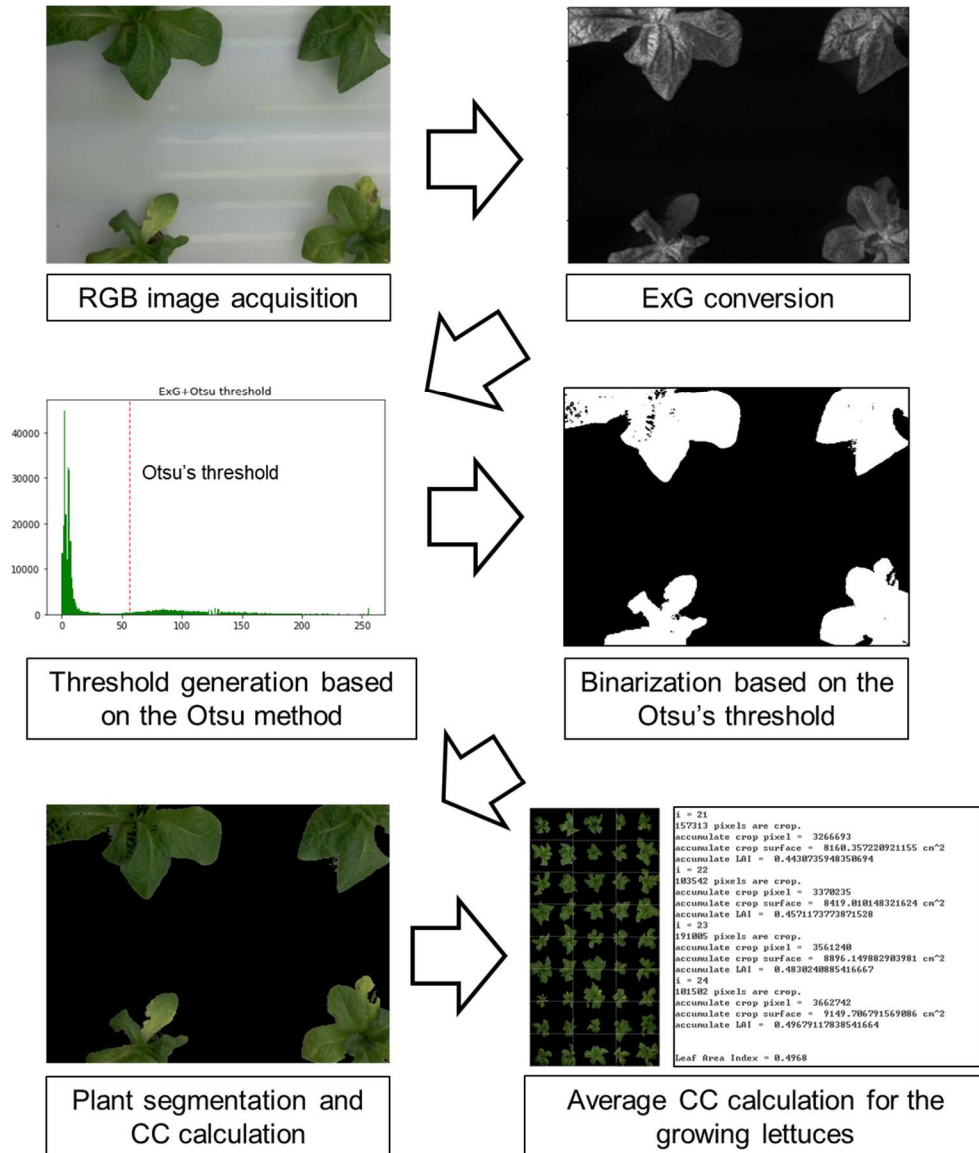 RGB image acquisition
ExG conversion
ExG+Otsu threshold
40000
30000
20000
10000
0
Otsu's threshold
0 50 100 150 200 250
Threshold generation based
on the Otsu method
Binarization based on the
Otsu's threshold
i = 21
157313 pixels are crop.
accumulate crop pixel = 3266693
accumulate crop surface = 8160.357220921155 cm^2
accumulate LAI = 0.4430735948350694
i = 22
103542 pixels are crop.
accumulate crop pixel = 3370235
accumulate crop surface = 8419.010148321624 cm^2
accumulate LAI = 0.4571173773871528
i = 23
191005 pixels are crop.
accumulate crop pixel = 3561240
accumulate crop surface = 8896.149882903981 cm^2
accumulate LAI = 0.4830240885416667
i = 24
101502 pixels are crop.
accumulate crop pixel = 3662742
accumulate crop surface = 9149.706791569086 cm^2
accumulate LAI = 0.49679117838541664
Leaf Area Index = 0.4968
Plant segmentation and
CC calculation
Average CC calculation for the
growing lettuces